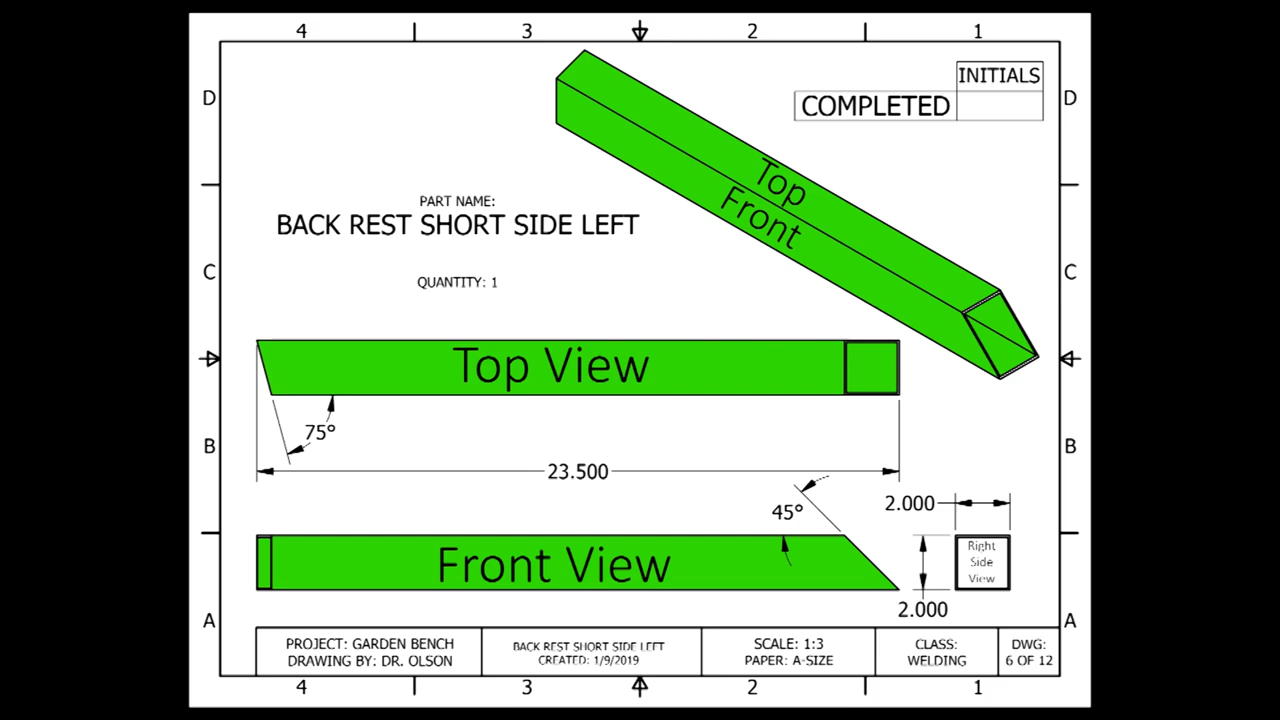 4 3 2 1
INITIALS
D COMPLETED D
Top
PART NAME:
Front
BACK REST SHORT SIDE LEFT
C C
QUANTITY: 1
Top View
75°
B B
23.500
2.000
45°
Right
Side
View
Front View
2.000
A A
PROJECT: GARDEN BENCH
DRAWING BY: DR. OLSON
BACK REST SHORT SIDE LEFT
CREATED: 1/9/2019
SCALE: 1:3
PAPER: A-SIZE
CLASS:
WELDING
DWG:
6 OF 12
4 3 2 1